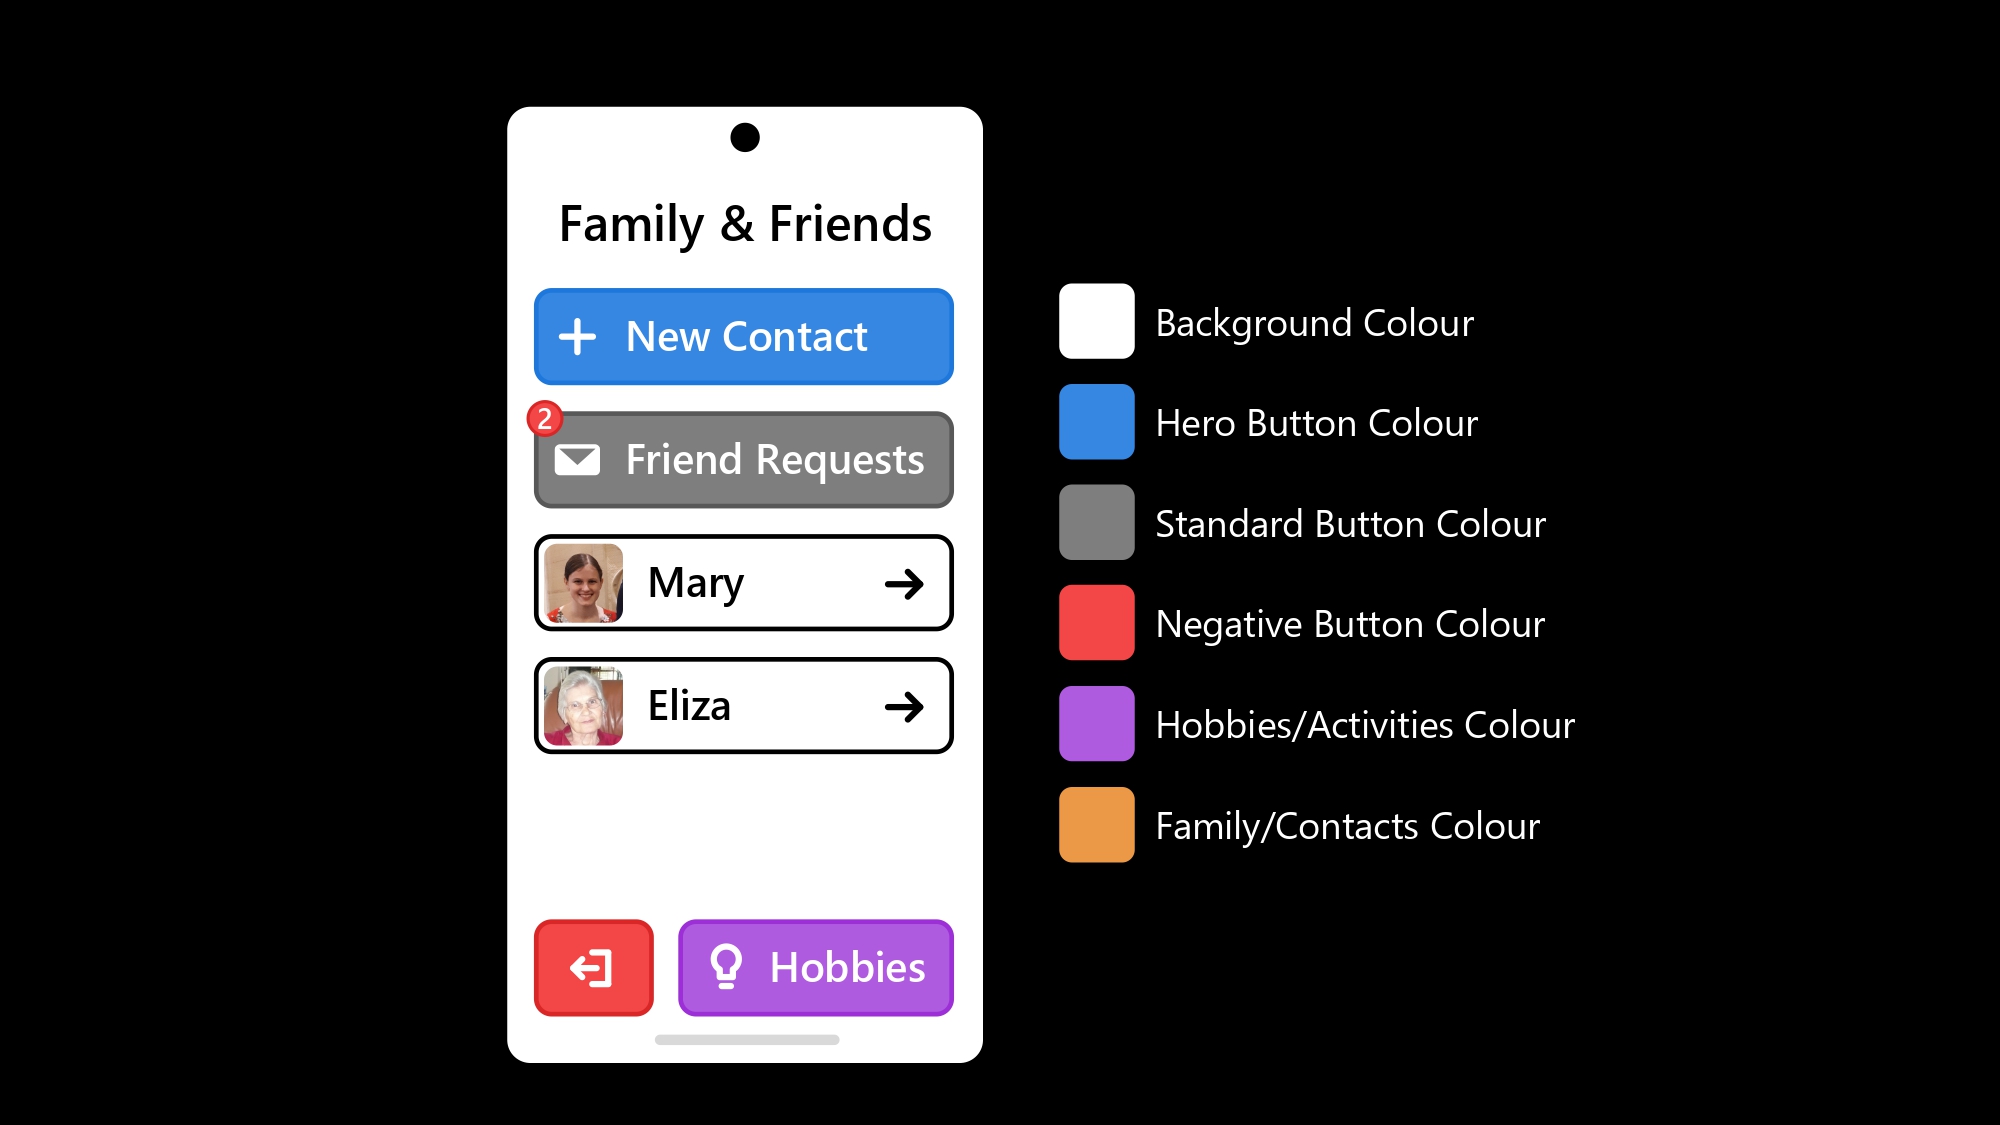 Family & Friends
New Contact
2
Friend Requests
Mary
Eliza
Hobbies
Background Colour
Hero Button Colour
Standard Button Colour
Negative Button Colour
Hobbies/Activities Colour
Family/Contacts Colour